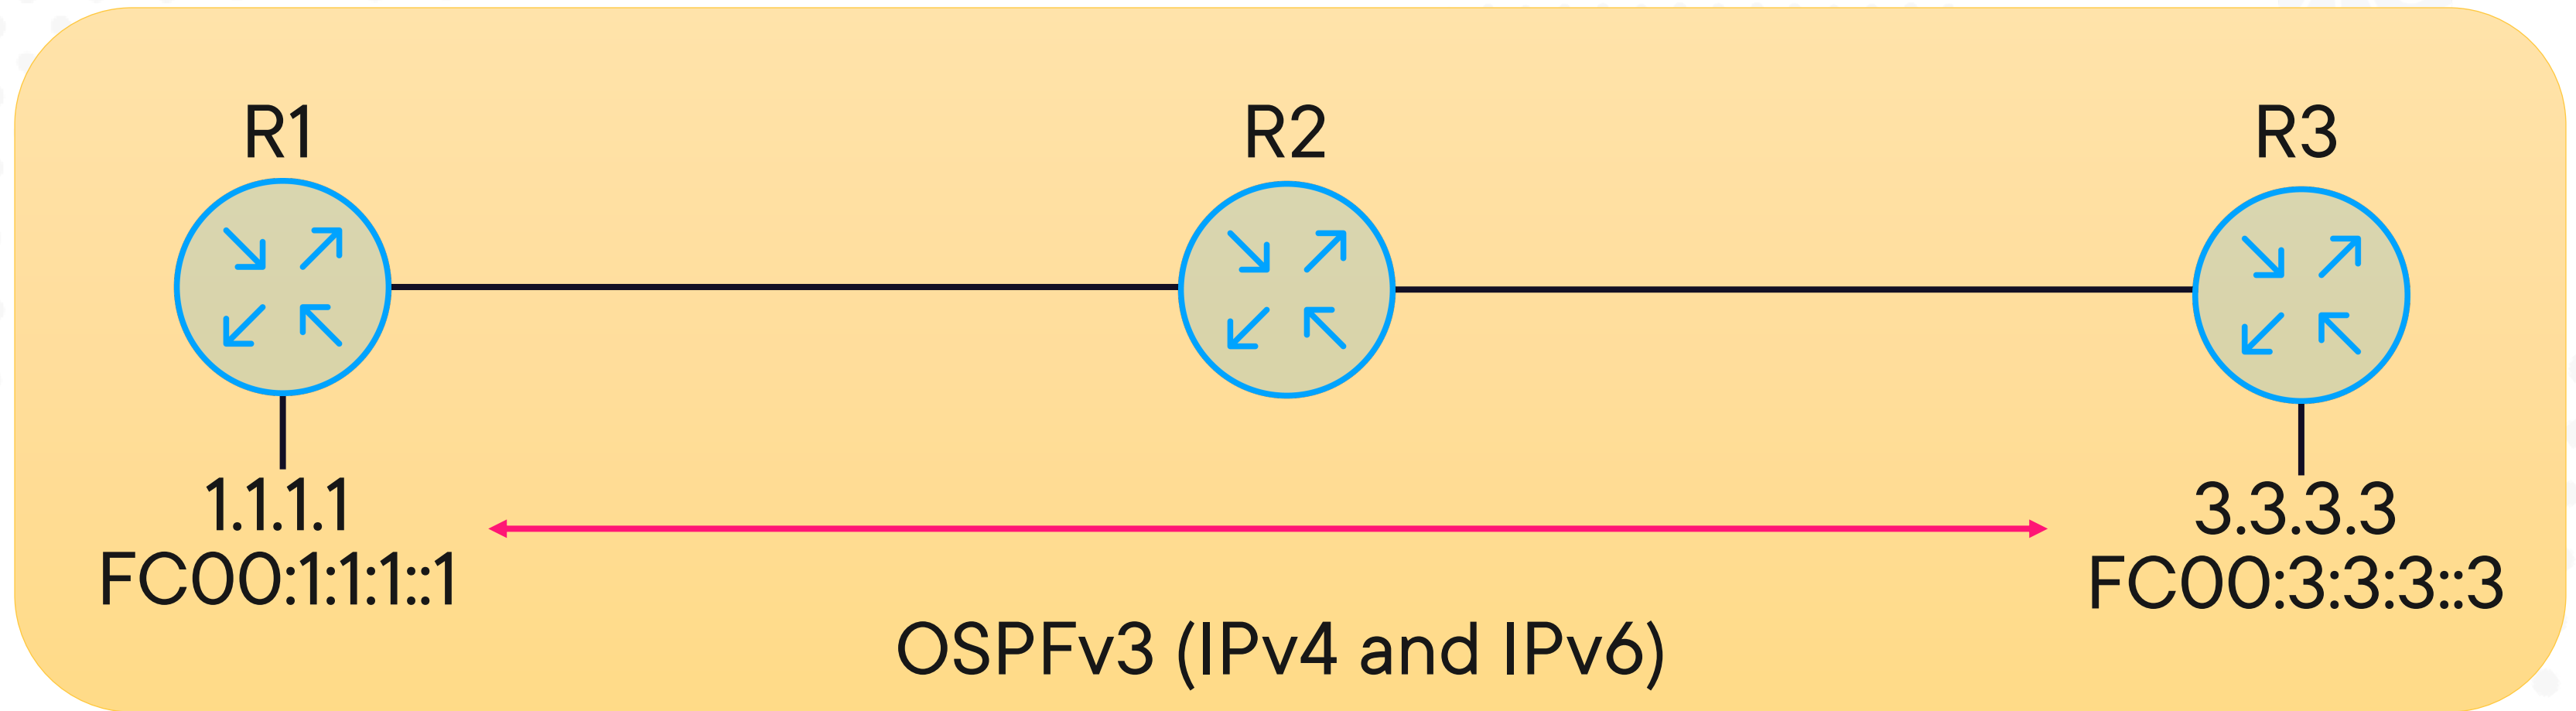 R1
R2
R3
1.1.1.1
FC00:1:1:1::1
3.3.3.3
FC00:3:3:3::3
OSPFv3 (IPv4 and IPv6)